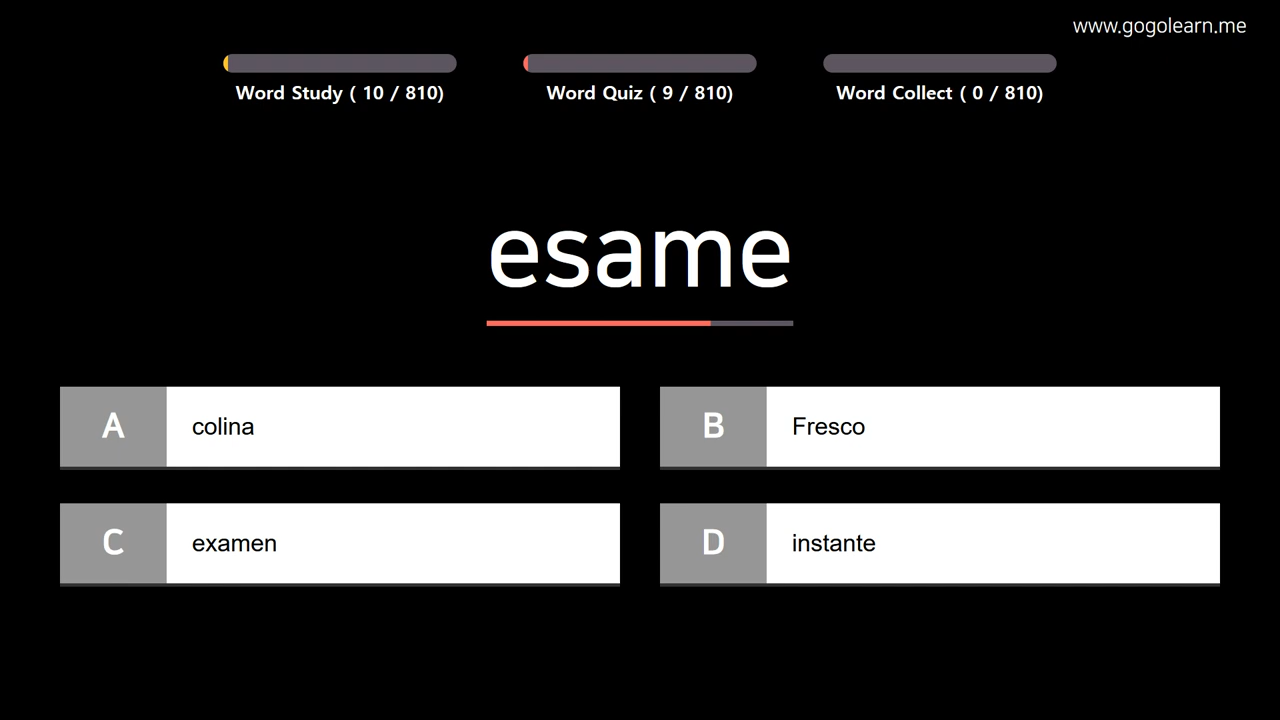 www.gogolearn.me
Word Study ( 10 / 810)
Word Quiz ( 9 / 810)
Word Collect ( 0 / 810)
esame
A colina
B Fresco
C examen
D instante